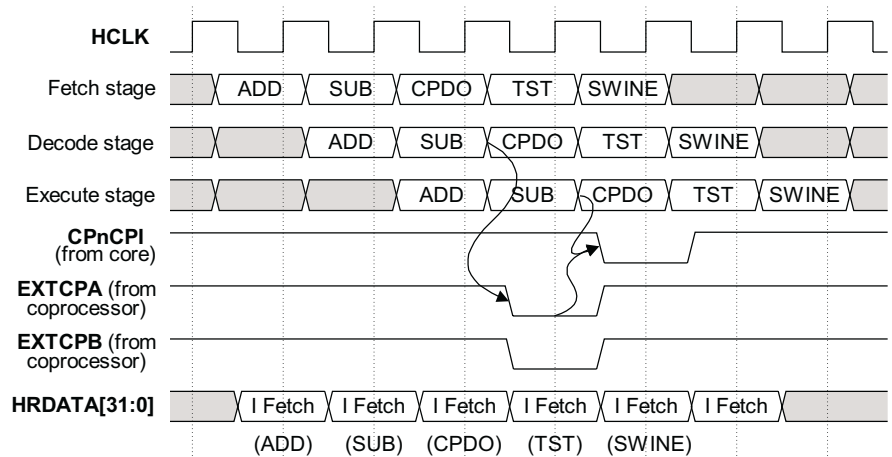 HCLK
Fetch stage ADD SUB CPDO TST SWINE
Decode stage ADD SUB CPDO TST SWINE
Execute stage ADD SUB CPDO TST SWINE
CPnCPI
(from core)
EXTCPA (from
coprocessor)
EXTCPB (from
coprocessor)
HRDATA[31:0] I Fetch I Fetch I Fetch I Fetch I Fetch I Fetch
(ADD) (SUB) (CPDO) (TST) (SWINE)